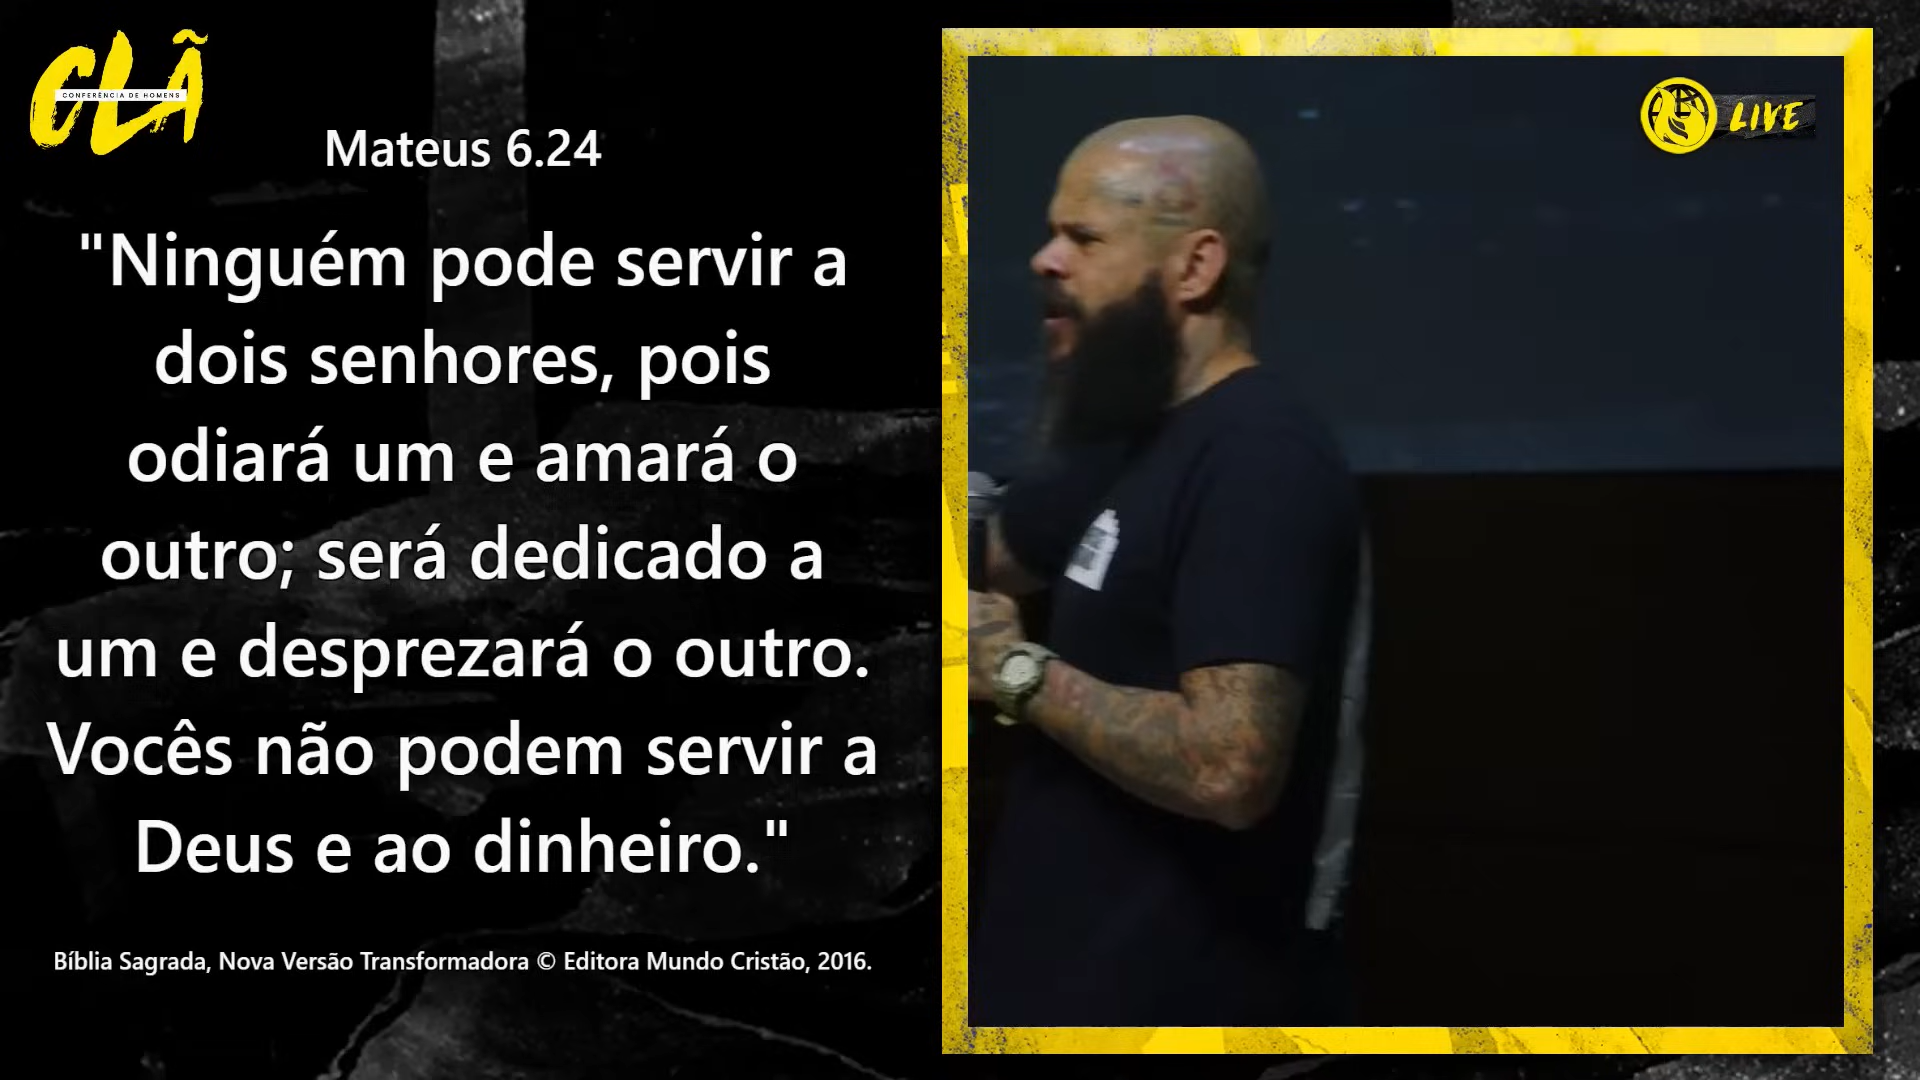 CLÃ
CONFERÊNCIA DE HOMENS
LIVE
Mateus 6.24
"Ninguém pode servir a
dois senhores, pois
odiará um e amará o
outro; será dedicado a
um e desprezará o outro.
Vocês não podem servir a
Deus e ao dinheiro."
Bíblia Sagrada, Nova Versão Transformadora © Editora Mundo Cristão, 2016.